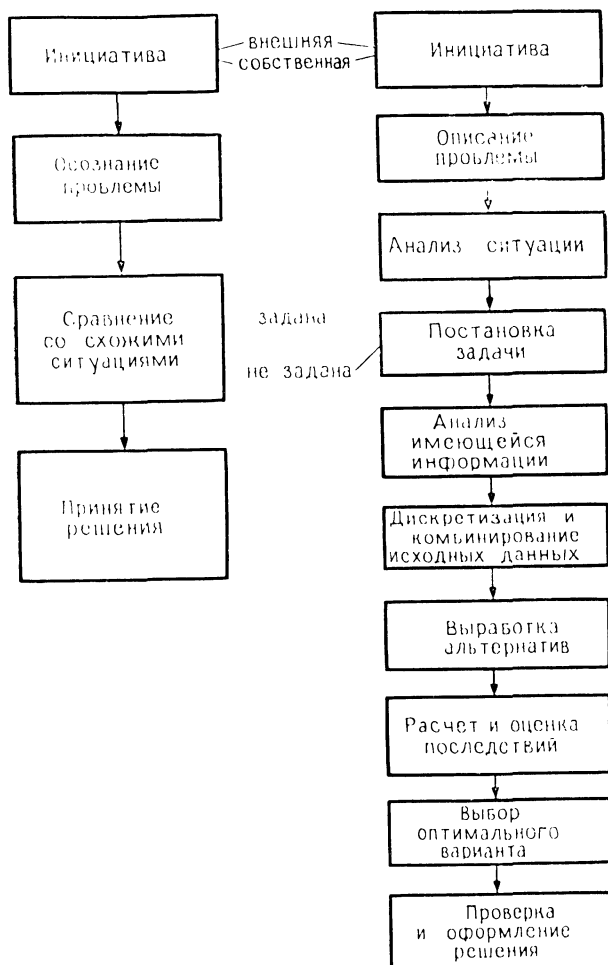 Инициатива
Осознание
проблемы
Сравнение
со схожими
ситуациями
Принятие
решения
внешняя
собственная
задана
не задана
Инициатива
Описание
проблемы
Анализ ситуации
Постановка
задачи
Анализ
имеющейся
информации
Дискретизация и
комбинирование
исходных данных
Выработка
альтернатив
Расчет и оценка
последствий
Выбор
оптимального
варианта
Проверка
и оформление
решения